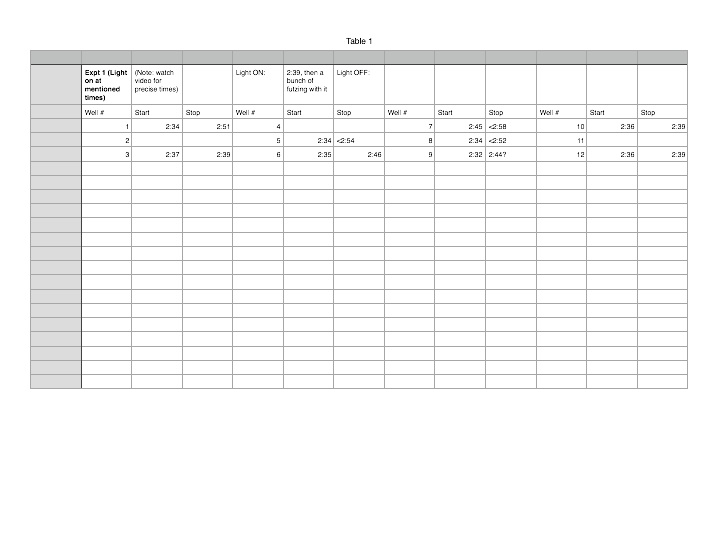 Table 1
Expt 1 (Light on at mentioned times) (Note: watch video for precise times) Light ON: 2:39, then a bunch of futzing with it Light OFF:
Well # Start Stop Well # Start Stop Well # Start Stop Well # Start Stop
1 2:34 2:51 4 7 2:45 <2:58 10 2:36 2:39
2 5 2:34 <2:54 8 2:34 <2:52 11
3 2:37 2:39 6 2:35 2:46 9 2:32 2:44? 12 2:36 2:39